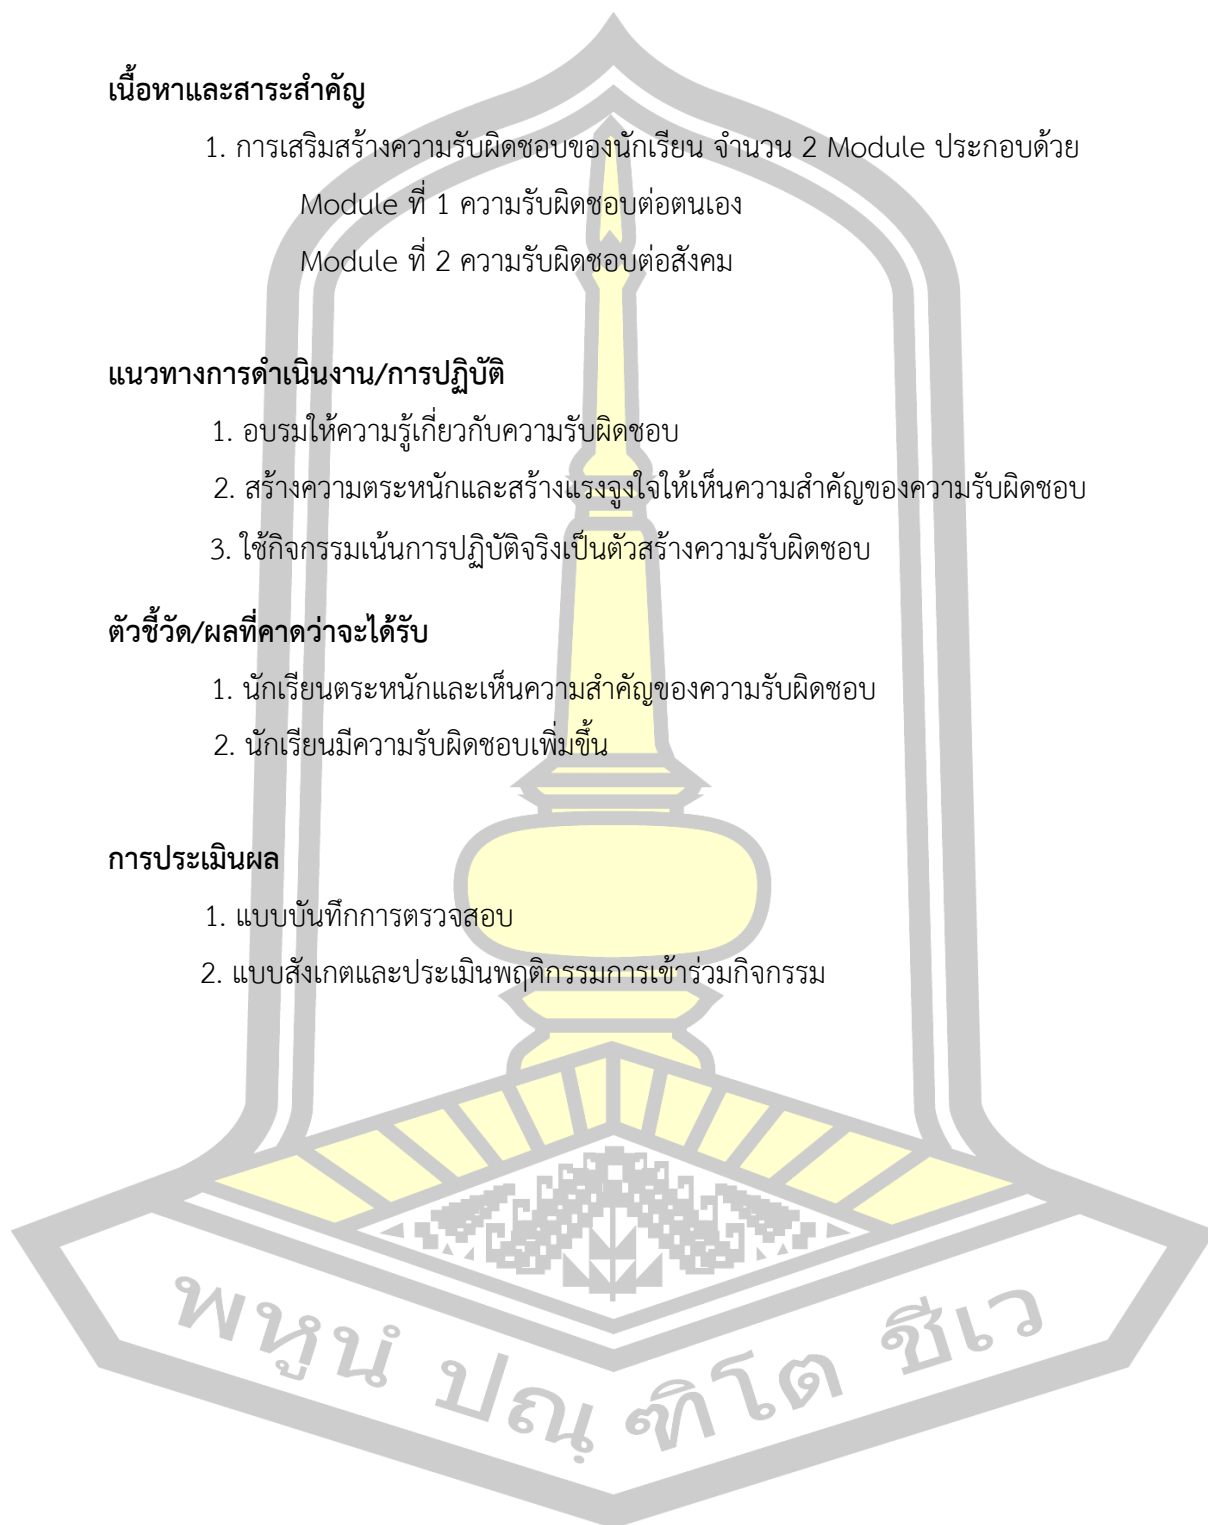 เนื้อหาและสาระสำคัญ
1. การเสริมสร้างความรับผิดชอบของนักเรียน จำนวน 2 Module ประกอบด้วย
Module ที่ 1 ความรับผิดชอบต่อตนเอง
Module ที่ 2 ความรับผิดชอบต่อสังคม
แนวทางการดำเนินงาน/การปฏิบัติ
1. อบรมให้ความรู้เกี่ยวกับความรับผิดชอบ
2. สร้างความตระหนักและสร้างแรงจูงใจให้เห็นความสำคัญของความรับผิดชอบ
3. ใช้กิจกรรมเน้นการปฏิบัติจริงเป็นตัวสร้างความรับผิดชอบ
ตัวชี้วัด/ผลที่คาดว่าจะได้รับ
1. นักเรียนตระหนักและเห็นความสำคัญของความรับผิดชอบ
2. นักเรียนมีความรับผิดชอบเพิ่มขึ้น
การประเมินผล
1. แบบบันทึกการตรวจสอบ
2. แบบสังเกตและประเมินพฤติกรรมการเข้าร่วมกิจกรรม
พหูนํ ปณฺ ฑิโต ชีเว